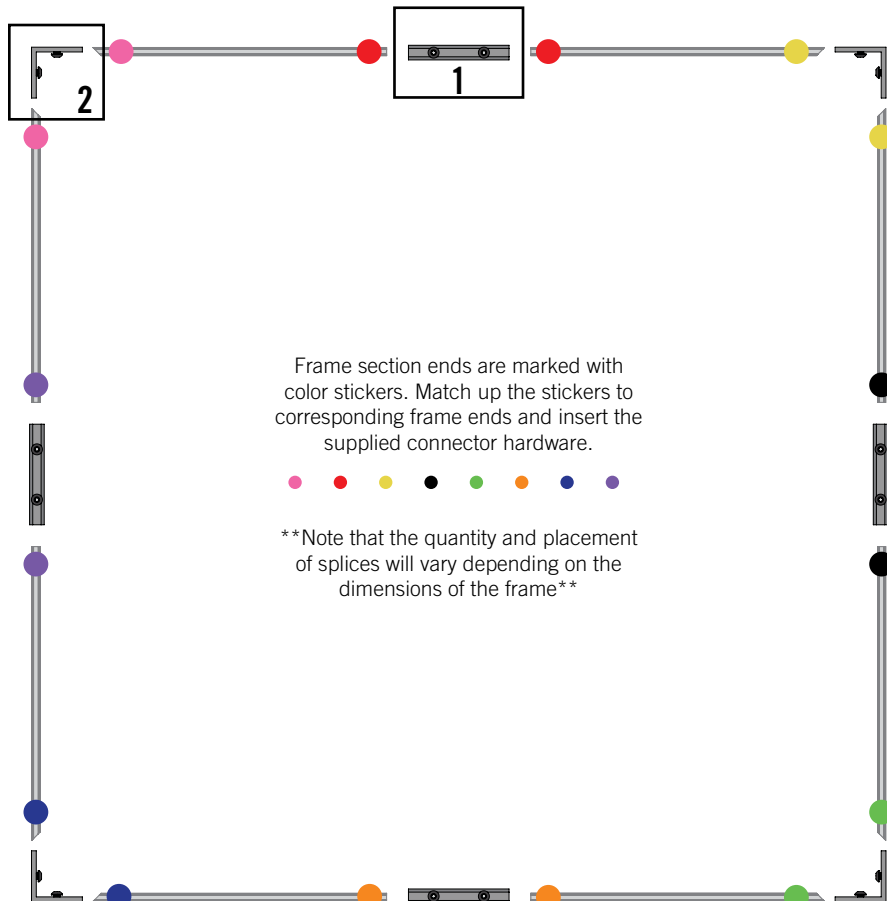 2
1
Frame section ends are marked with
color stickers. Match up the stickers to
corresponding frame ends and insert the
supplied connector hardware.
**Note that the quantity and placement
of splices will vary depending on the
dimensions of the frame**